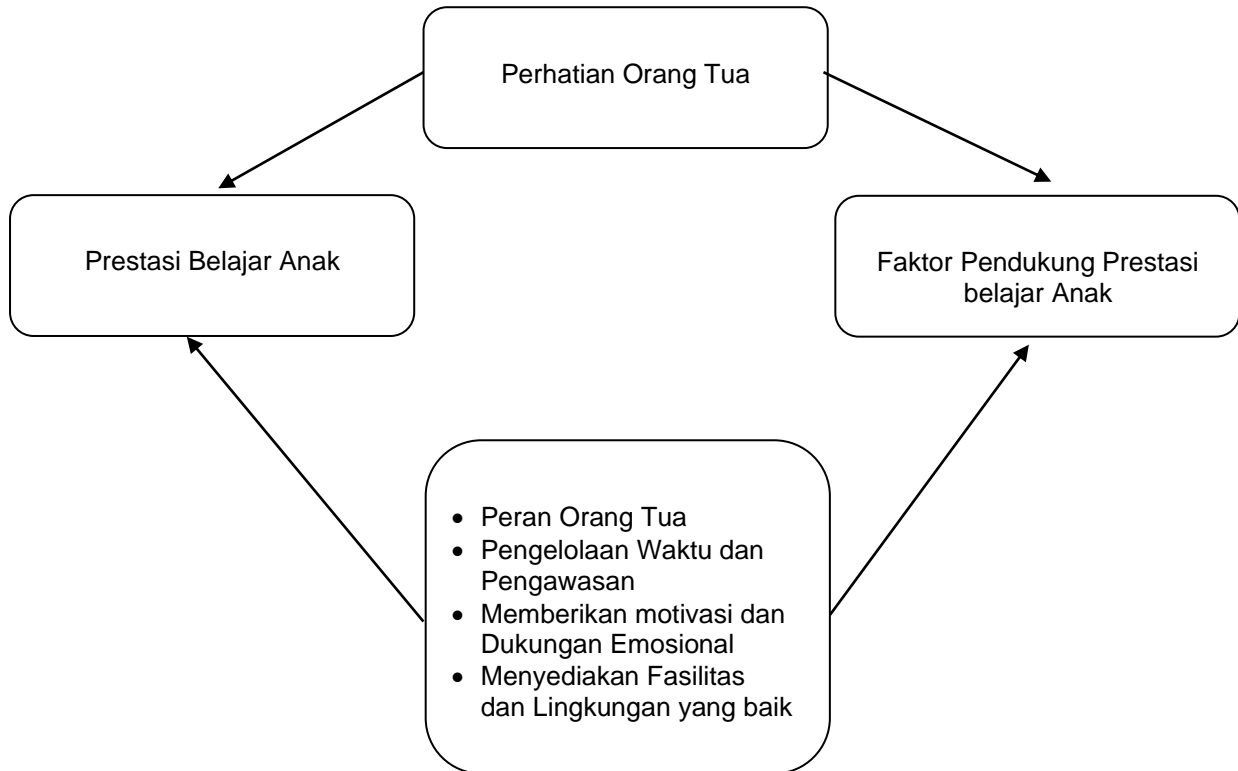 Perhatian Orang Tua
Prestasi Belajar Anak
Faktor Pendukung Prestasi
belajar Anak
• Peran Orang Tua
• Pengelolaan Waktu dan
Pengawasan
• Memberikan motivasi dan
Dukungan Emosional
• Menyediakan Fasilitas
dan Lingkungan yang baik